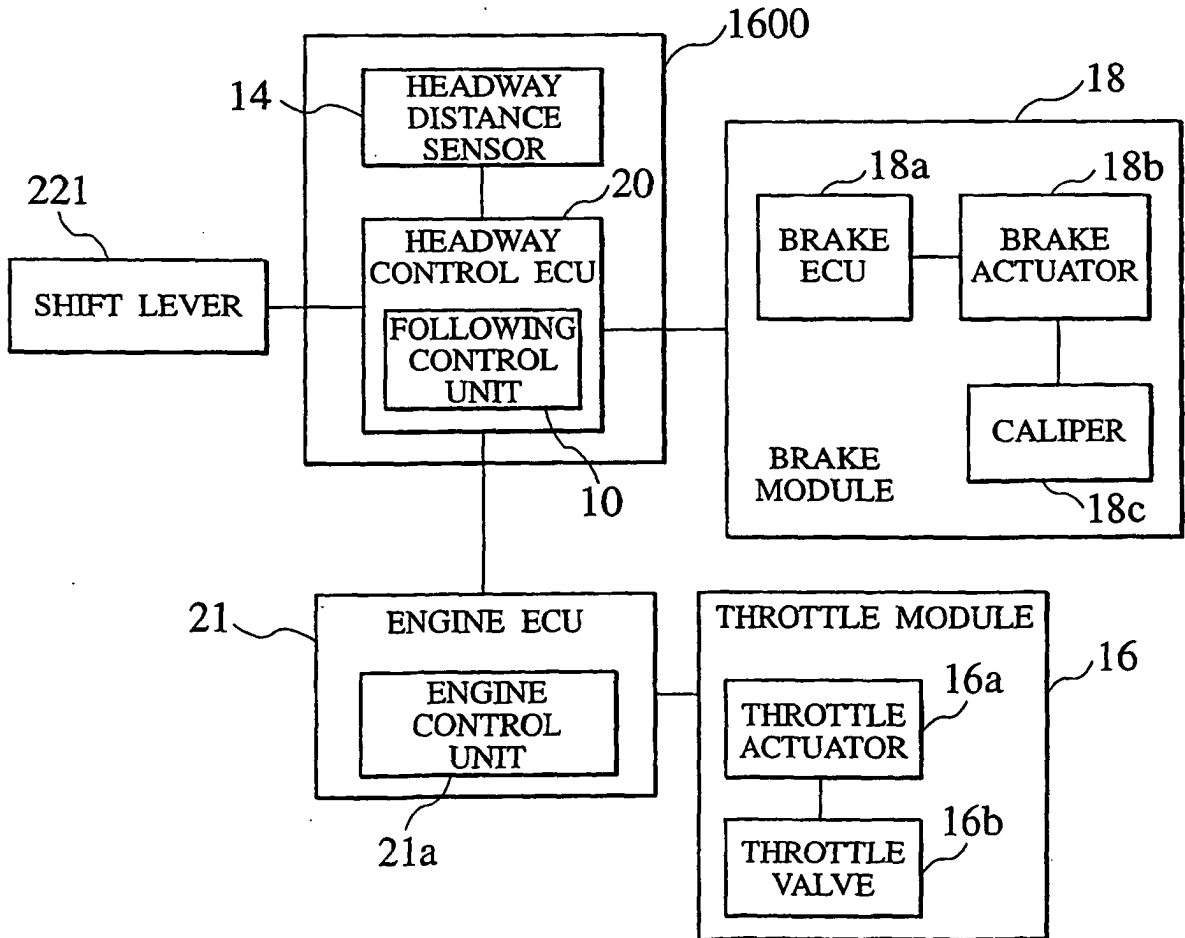 1600
14
HEADWAY
DISTANCE
SENSOR
18
221
20
18a
18b
SHIFT LEVER
HEADWAY
CONTROL ECU
FOLLOWING
CONTROL
UNIT
BRAKE
ECU
BRAKE
ACTUATOR
10
CALIPER
BRAKE
MODULE
18c
21
ENGINE ECU
ENGINE
CONTROL
UNIT
21a
THROTTLE MODULE
16
16a
THROTTLE
ACTUATOR
16b
THROTTLE
VALVE